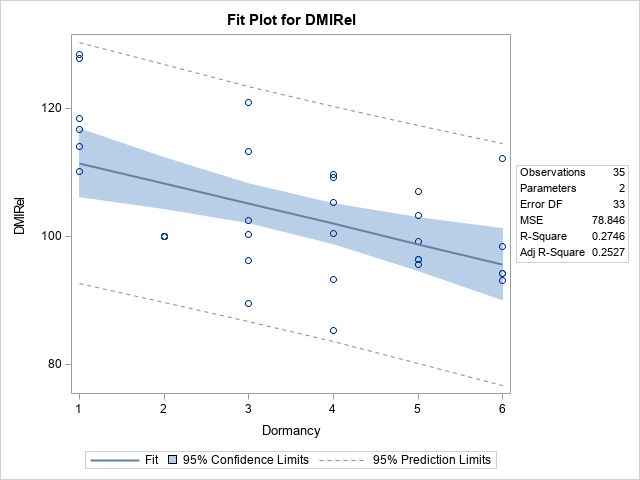 Fit Plot for DMIRel
120
100
80
DMIRel
1 2 3 4 5 6
Dormancy
Observations 35
Parameters 2
Error DF 33
MSE 78.846
R-Square 0.2746
Adj R-Square 0.2527
Fit 95% Confidence Limits 95% Prediction Limits